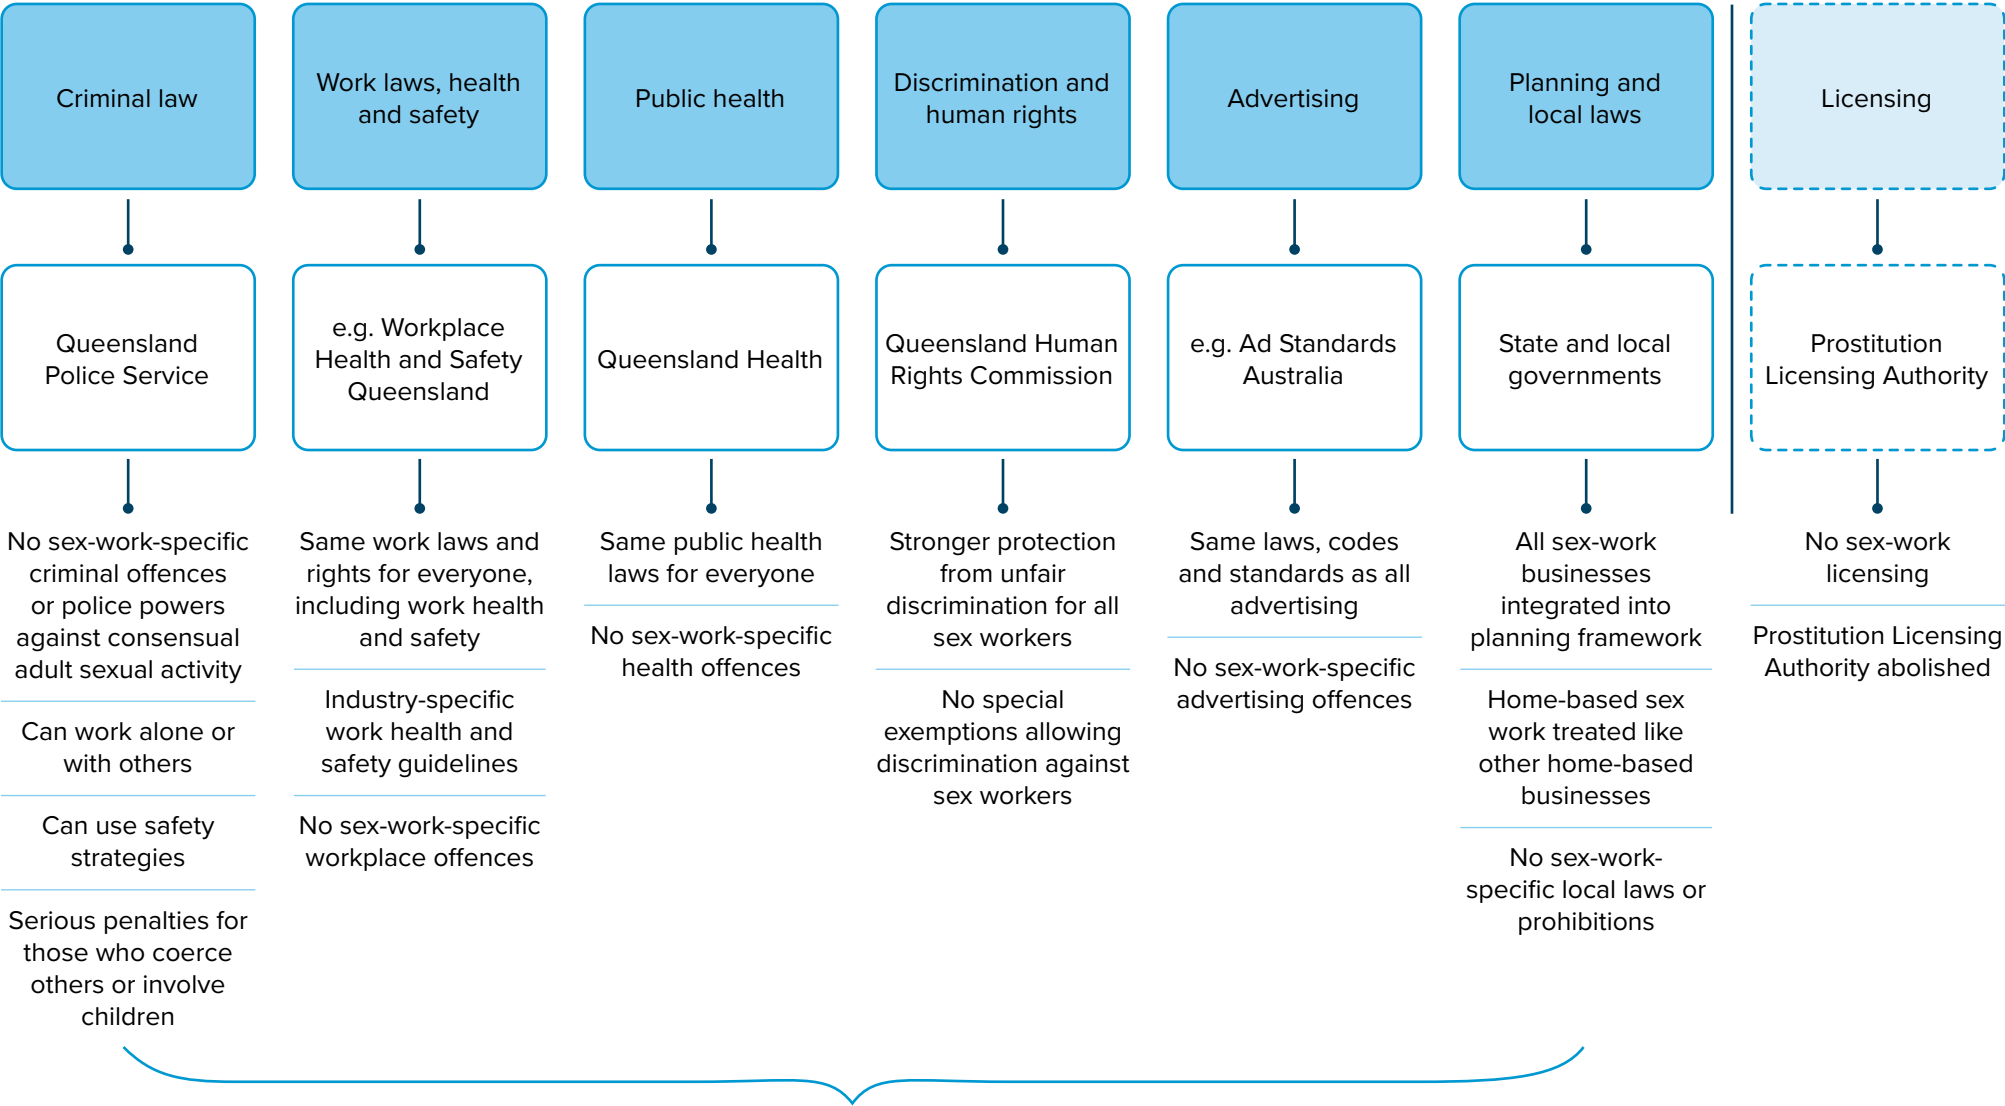 Criminal law
Work laws, health
and safety
Public health
Discrimination and
human rights
Advertising
Planning and
local laws
Licensing
Queensland
Police Service
e.g. Workplace
Health and Safety
Queensland
Queensland Health
Queensland Human
Rights Commission
e.g. Ad Standards
Australia
State and local
governments
Prostitution
Licensing Authority
No sex-work-specific
criminal offences
or police powers
against consensual
adult sexual activity
Can work alone or
with others
Can use safety
strategies
Serious penalties for
those who coerce
others or involve
children
Same work laws and
rights for everyone,
including work health
and safety
Industry-specific
work health and
safety guidelines
No sex-work-specific
workplace offences
Same public health
laws for everyone
No sex-work-specific
health offences
Stronger protection
from unfair
discrimination for all
sex workers
No special
exemptions allowing
discrimination against
sex workers
Same laws, codes
and standards as all
advertising
No sex-work-specific
advertising offences
All sex-work
businesses
integrated into
planning framework
Home-based sex
work treated like
other home-based
businesses
No sex-work-
specific local laws or
prohibitions
No sex-work
licensing
Prostitution Licensing
Authority abolished